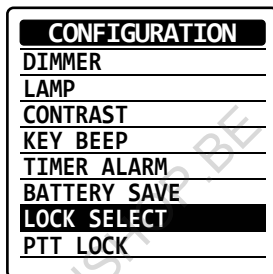 CONFIGURATION
DIMMER
LAMP
CONTRAST
KEY BEEP
TIMER ALARM
BATTERY SAVE
LOCK SELECT
PTT LOCK